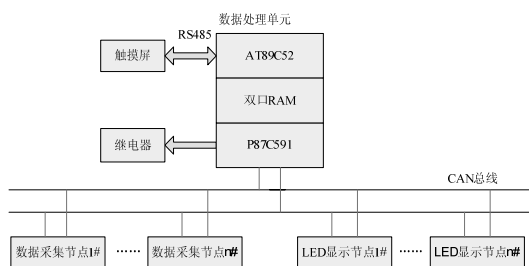 数据处理单元
RS485
触摸屏
AT89C52
双口RAM
继电器
P87C591
CAN总线
数据采集节点1#
……
数据采集节点n#
LED显示节点1#
……
LED显示节点n#